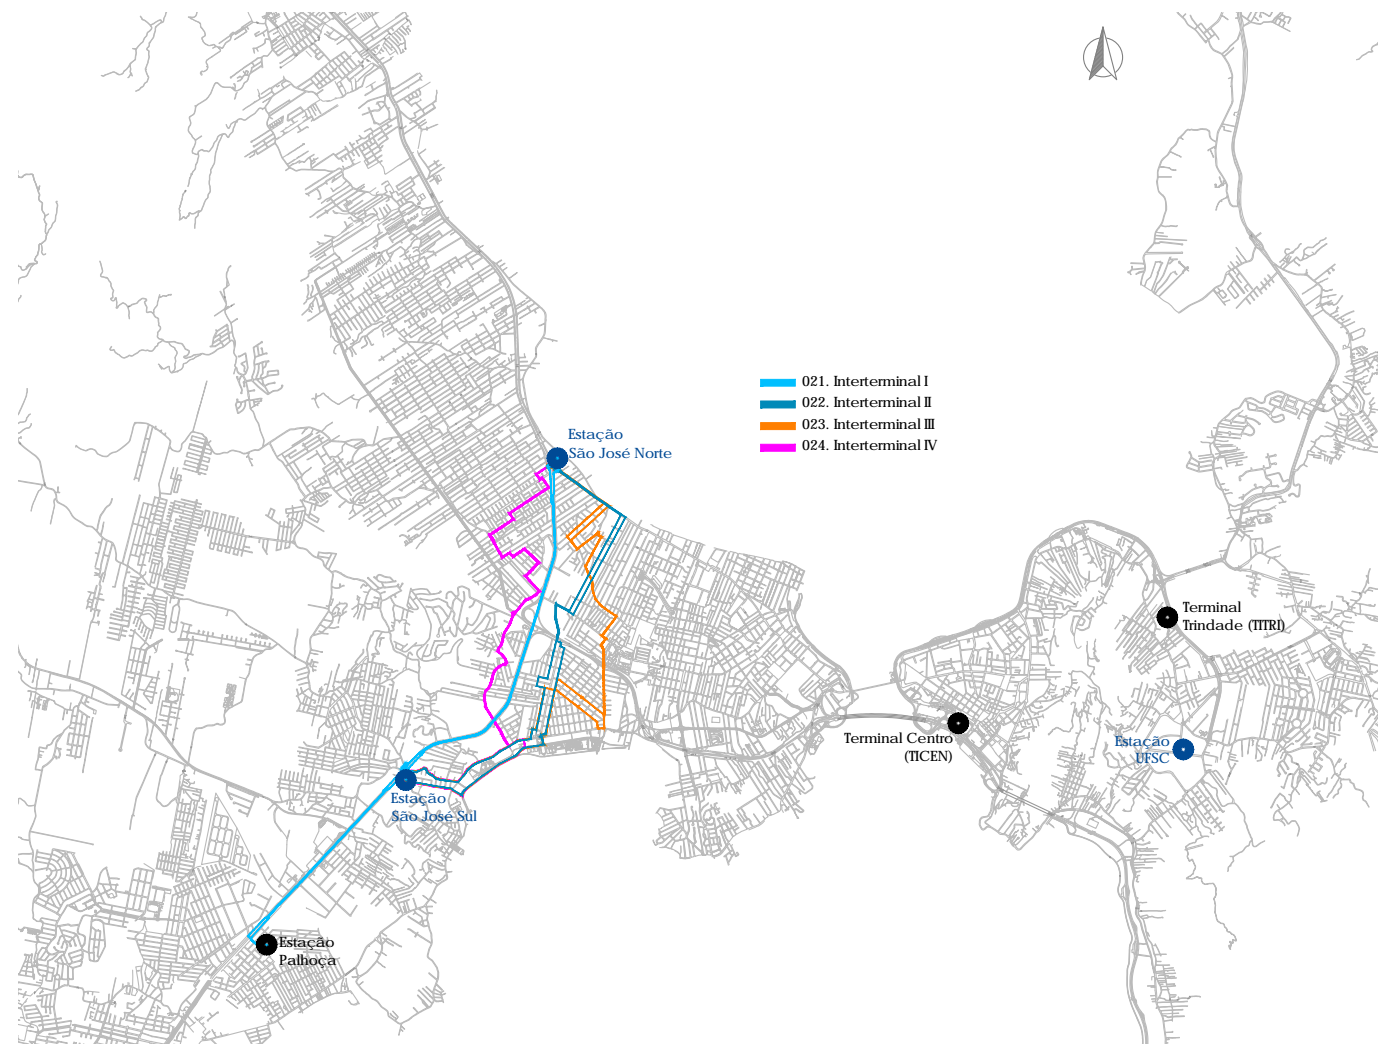 021. Interterminal I
022. Interterminal II
023. Interterminal III
024. Interterminal IV
Estação
São José Norte
Terminal
Trindade (TITRI)
Terminal Centro
(TICEN)
Estação
UFSC
Estação
São José Sul
Estação
Palhoça